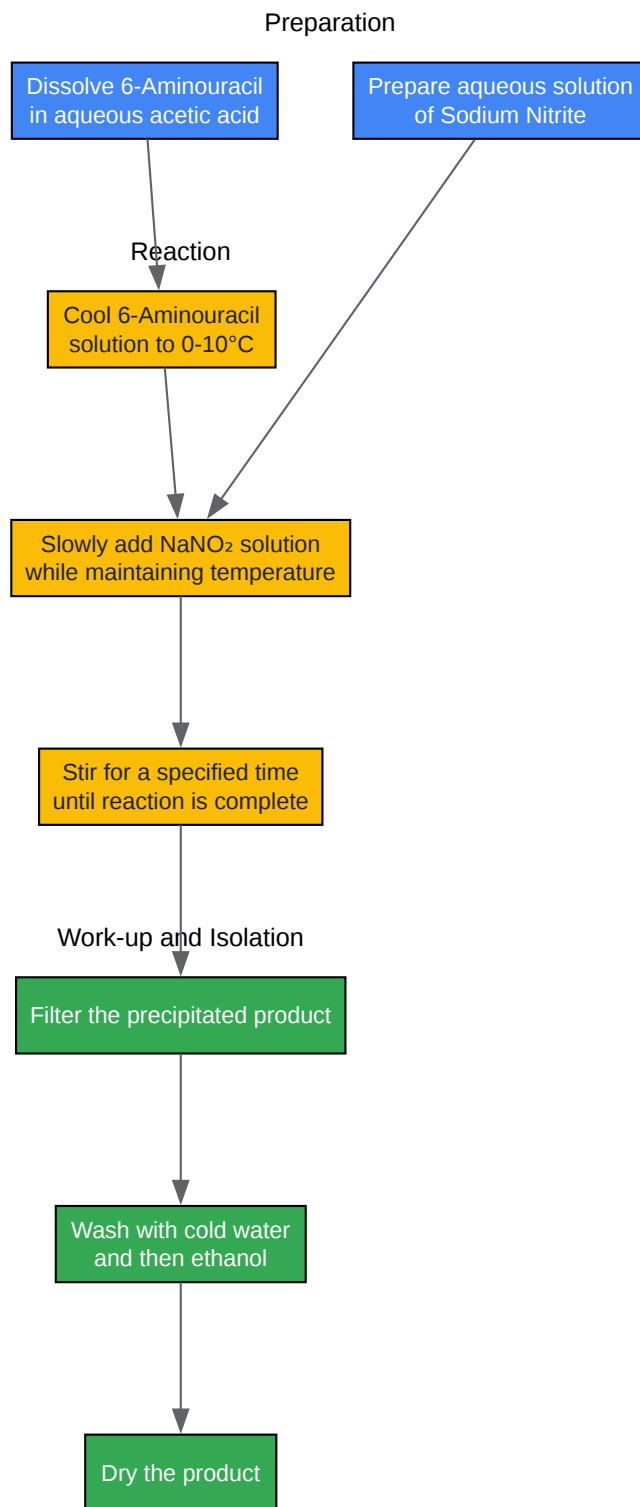 Preparation
Dissolve 6-Aminouracil
in aqueous acetic acid
Prepare aqueous solution
of Sodium Nitrite
Reaction
Cool 6-Aminouracil
solution to 0-10°C
Slowly add NaNO₂ solution
while maintaining temperature
Stir for a specified time
until reaction is complete
Work-up and Isolation
Filter the precipitated product
Wash with cold water
and then ethanol
Dry the product